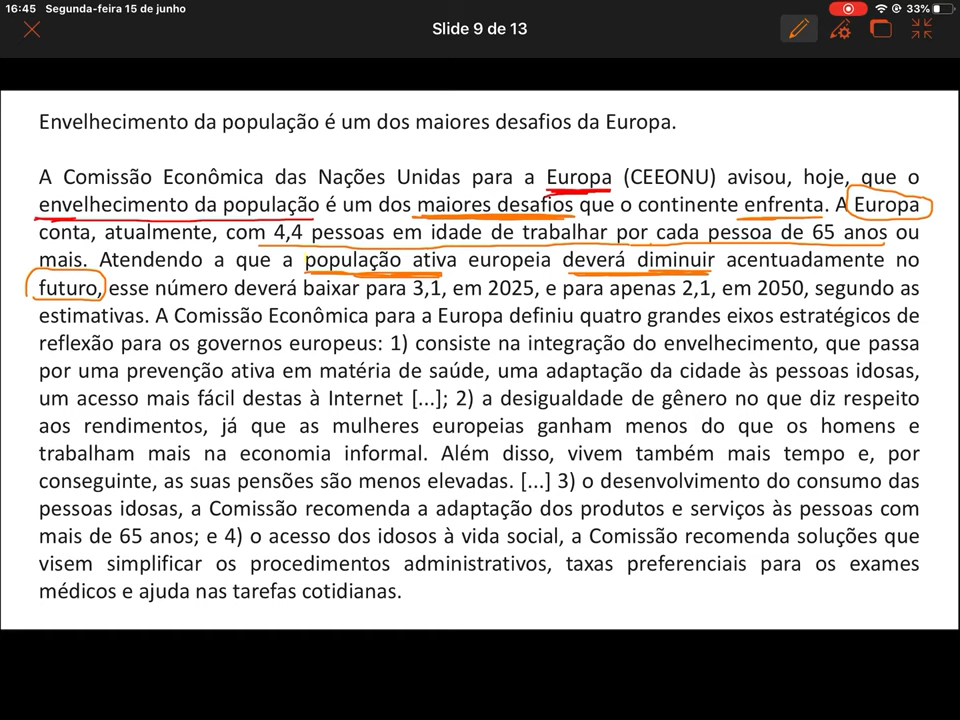 16:45 Segunda-feira 15 de junho
33%
Slide 9 de 13
Envelhecimento da população é um dos maiores desafios da Europa.
A Comissão Econômica das Nações Unidas para a Europa (CEEONU) avisou, hoje, que o
envelhecimento da população é um dos maiores desafios que o continente enfrenta. A Europa
conta, atualmente, com 4,4 pessoas em idade de trabalhar por cada pessoa de 65 anos ou
mais. Atendendo a que a população ativa europeia deverá diminuir acentuadamente no
futuro, esse número deverá baixar para 3,1, em 2025, e para apenas 2,1, em 2050, segundo as
estimativas. A Comissão Econômica para a Europa definiu quatro grandes eixos estratégicos de
reflexão para os governos europeus: 1) consiste na integração do envelhecimento, que passa
por uma prevenção ativa em matéria de saúde, uma adaptação da cidade às pessoas idosas,
um acesso mais fácil destas à Internet [...]; 2) a desigualdade de gênero no que diz respeito
aos rendimentos, já que as mulheres europeias ganham menos do que os homens e
trabalham mais na economia informal. Além disso, vivem também mais tempo e, por
conseguinte, as suas pensões são menos elevadas. [...] 3) o desenvolvimento do consumo das
pessoas idosas, a Comissão recomenda a adaptação dos produtos e serviços às pessoas com
mais de 65 anos; e 4) o acesso dos idosos à vida social, a Comissão recomenda soluções que
visem simplificar os procedimentos administrativos, taxas preferenciais para os exames
médicos e ajuda nas tarefas cotidianas.